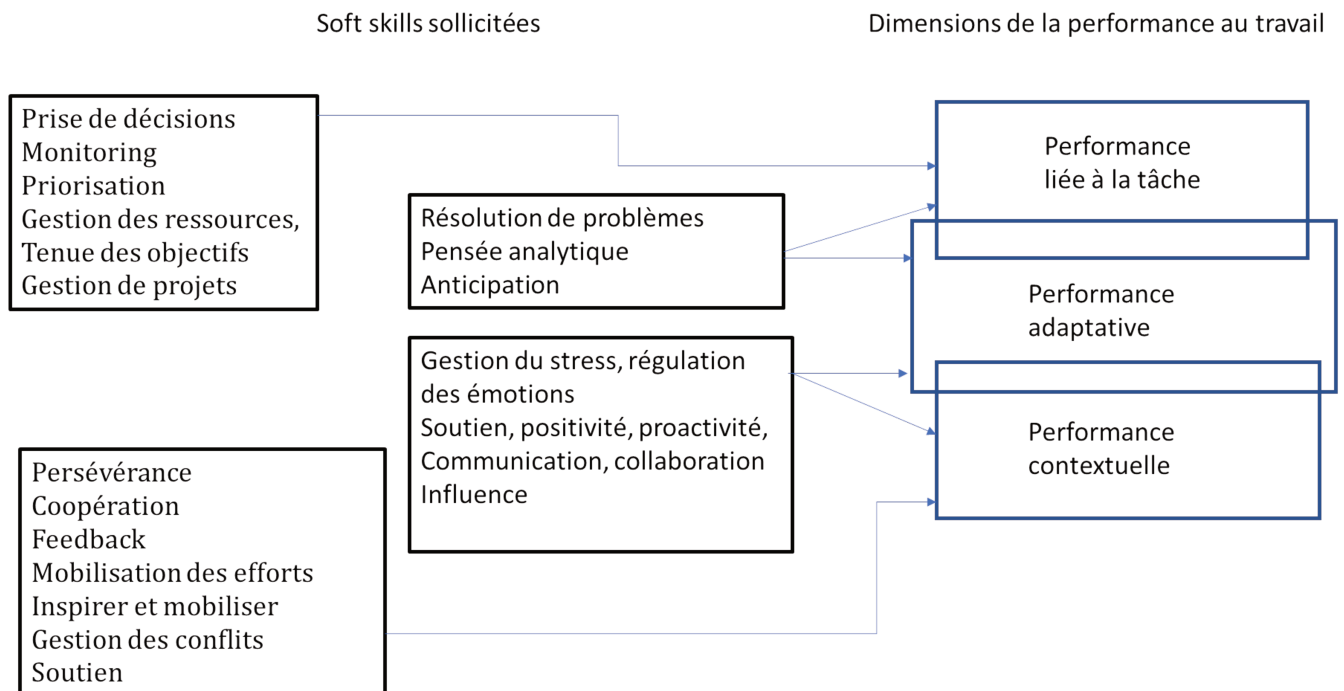 Soft skills sollicitées
Dimensions de la performance au travail
Prise de décisions
Monitoring
Priorisation
Gestion des ressources,
Tenue des objectifs
Gestion de projets
Résolution de problèmes
Pensée analytique
Anticipation
Gestion du stress, régulation
des émotions
Soutien, positivité, proactivité,
Communication, collaboration
Influence
Persévérance
Coopération
Feedback
Mobilisation des efforts
Inspirer et mobiliser
Gestion des conflits
Soutien
Performance
liée à la tâche
Performance
adaptative
Performance
contextuelle